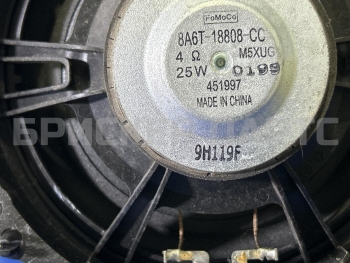 FoMoCo
8A6T-18808-CC
4 Ω M5XUG
25W 0199
451997
MADE IN CHINA
9H119F